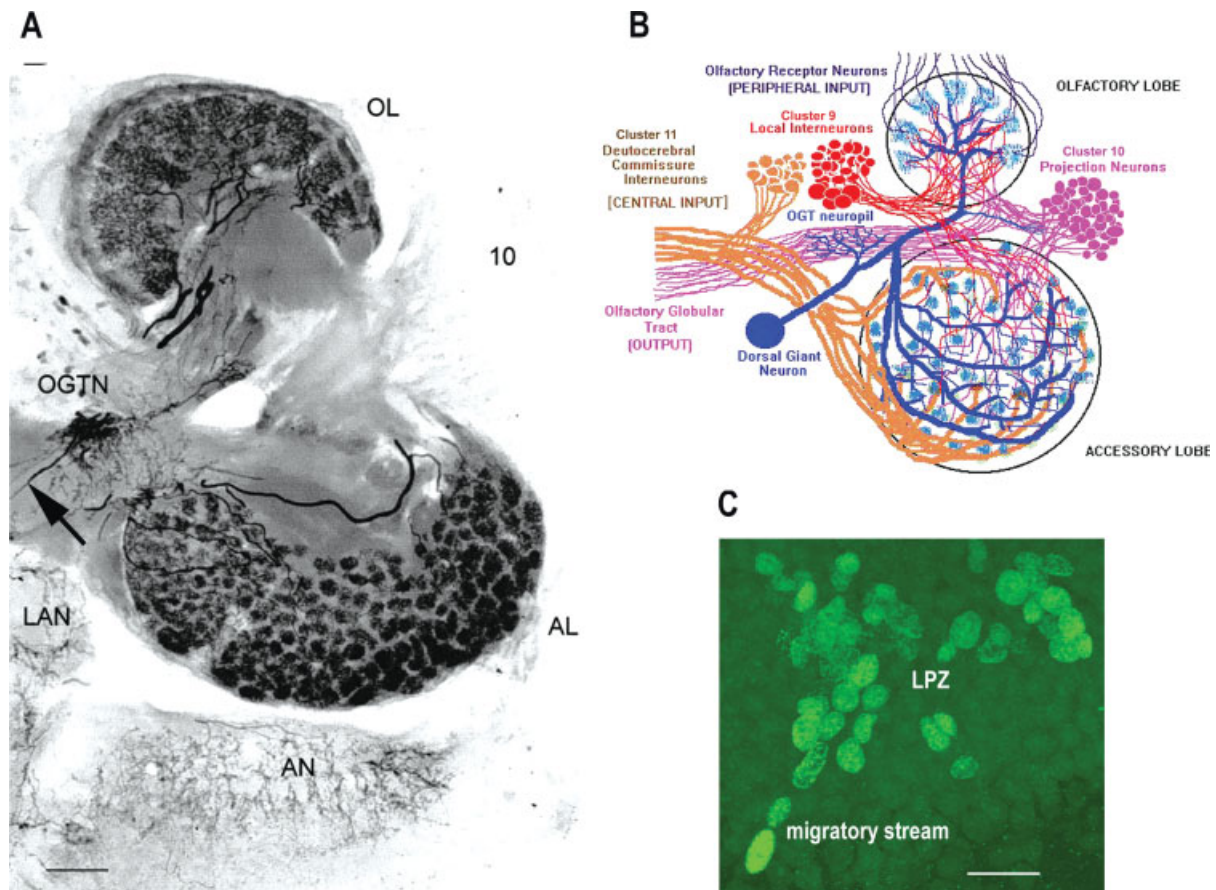 A
OL
10
OGTN
LAN
AL
AN
B
Olfactory Receptor Neurons
[PERIPHERAL INPUT]
OLFACTORY LOBE
Cluster 9
Local Interneurons
Cluster 11
Deutocerebral
Commissure
Interneurons
[CENTRAL INPUT]
Cluster 10
Projection Neurons
OGT neuropil
Olfactory Globular
Tract
[OUTPUT]
Dorsal Giant
Neuron
ACCESSORY LOBE
C
LPZ
migratory stream